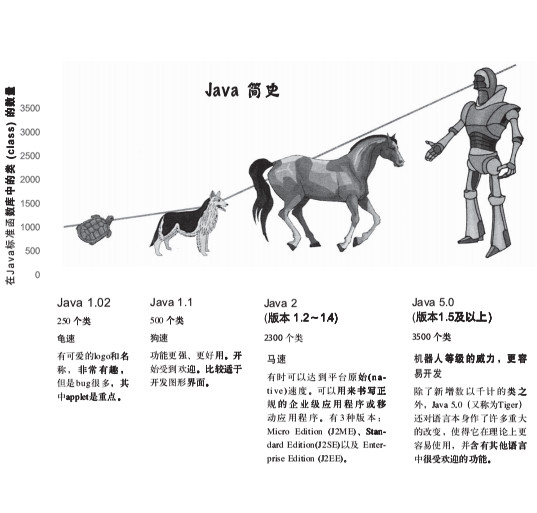 Java 简史
在Java标准函数库中的类 (class) 的数量
3500
3000
2500
2000
1500
1000
500
0
Java 1.02
250 个类
龟速
有可爱的logo和名
称，非常有趣，
但是bug很多，其
中applet是重点。
Java 1.1
500 个类
狗速
功能更强、更好用。开
始受到欢迎。比较适于
开发图形界面。
Java 2
(版本 1.2～1.4)
2300 个类
马速
有时可以达到平台原始(na-
tive)速度。可以用来书写正
规的企业级应用程序或移
动应用程序。有3种版本：
Micro Edition (J2ME)、Stan-
dard Edition(J2SE)以及 Enter-
prise Edition (J2EE)。
Java 5.0
(版本1.5及以上)
3500 个类
机器人等级的威力，更容
易开发
除了新增数以千计的类之
外，Java 5.0（又称为Tiger）
还对语言本身作了许多重大
的改变，使得它在理论上更
容易使用，并含有其他语言
中很受欢迎的功能。